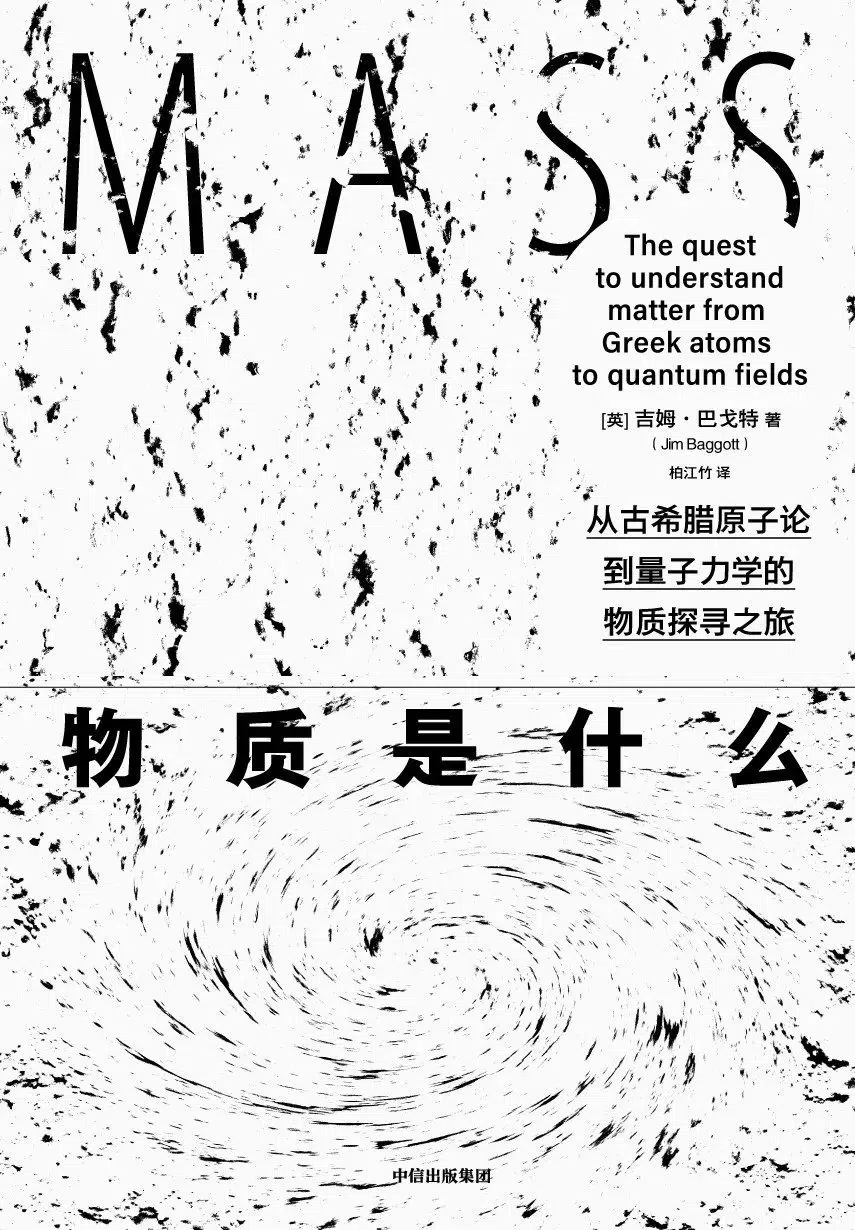 MASS
The quest
to understand
matter from
Greek atoms
to quantum fields
[英] 吉姆·巴戈特 著
(Jim Baggott)
柏江竹 译
从古希腊原子论
到量子力学的
物质探寻之旅
物质是什么
中信出版集团